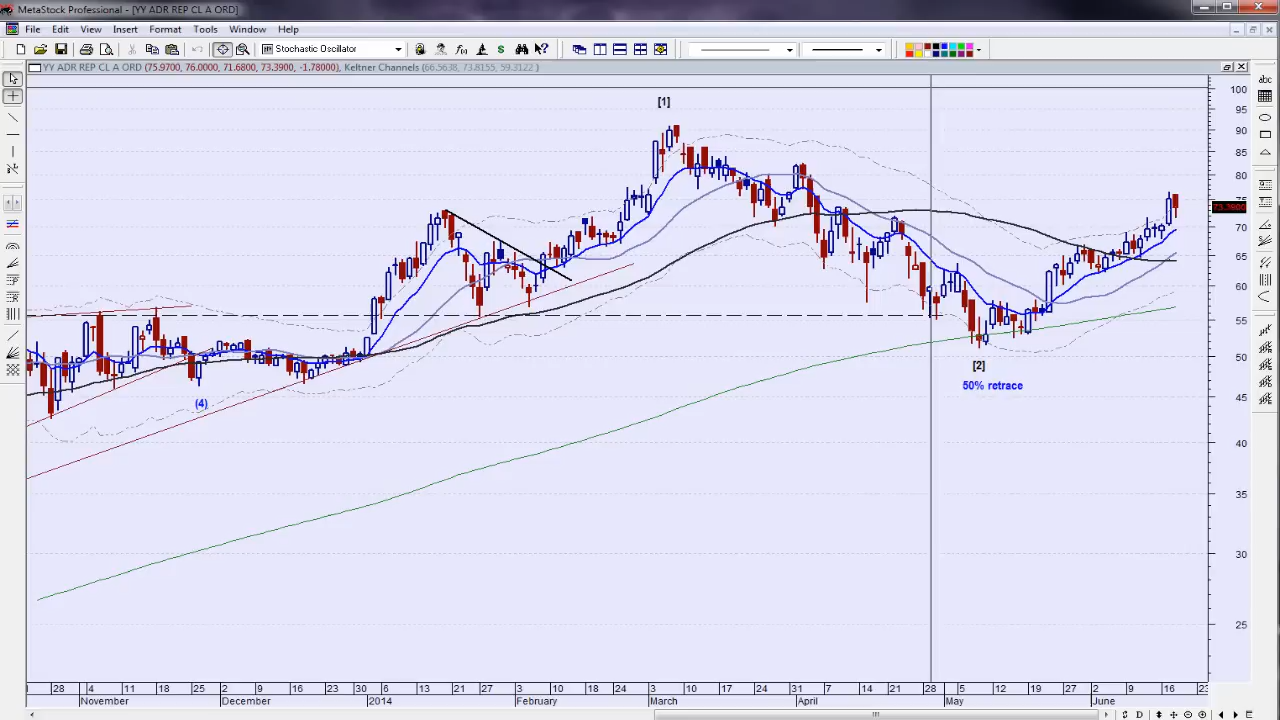 MetaStock Professional - [YY ADR REP CL A ORD]
File Edit View Insert Format Tools Window Help
Stochastic Oscillator
YY ADR REP CL A ORD (75.9700, 76.0000, 71.6800, 73.3900, -1.78000), Keltner Channels (66.5638, 73.8155, 59.3122 )
abc
[1]
100
95
90
85
80
75
73.3900
70
65
60
55
50
45
40
35
30
25
(4)
[2]
50% retrace
28 4 11 18 25 2 9 16 23 30 6 13 21 27 3 10 18 24 3 10 17 24 31 7 14 21 28 5 12 19 27 2 9 16 23
November December 2014 February March April May June
D